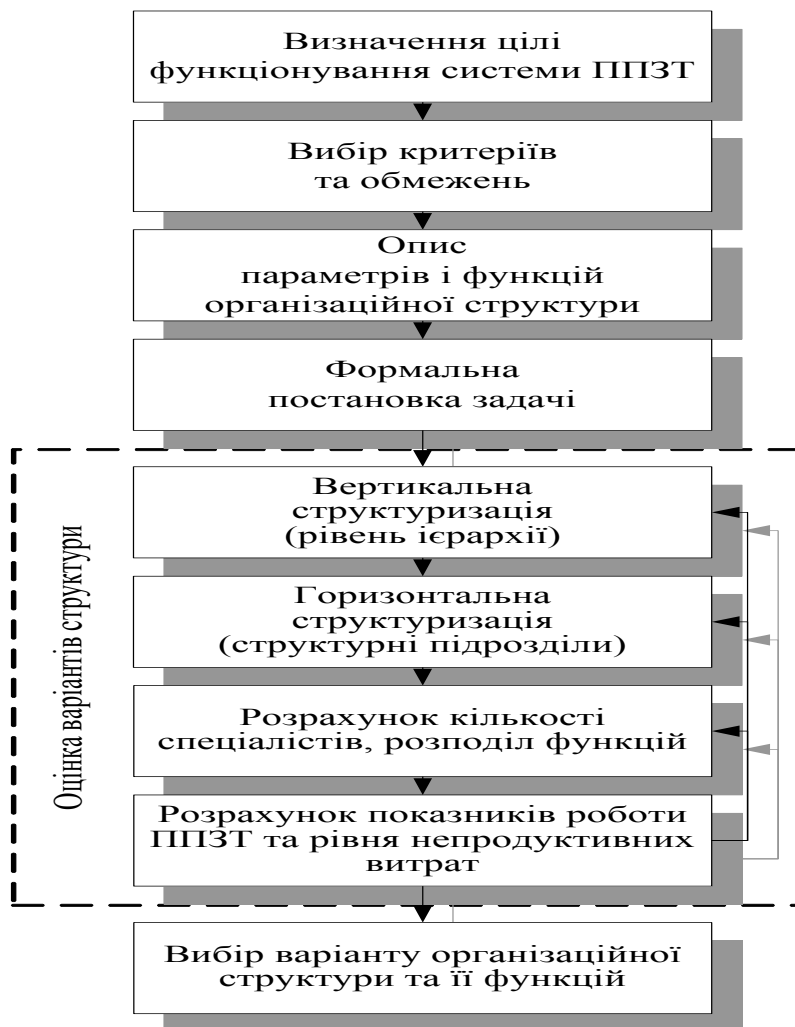 Визначення цілі
функціонування системи ППЗТ
Вибір критеріїв
та обмежень
Опис
параметрів і функцій
організаційної структури
Формальна
постановка задачі
Оцінка варіантів структури
Вертикальна
структуризація
(рівень ієрархії)
Горизонтальна
структуризація
(структурні підрозділи)
Розрахунок кількості
спеціалістів, розподіл функцій
Розрахунок показників роботи
ППЗТ та рівня непродуктивних
витрат
Вибір варіанту організаційної
структури та її функцій